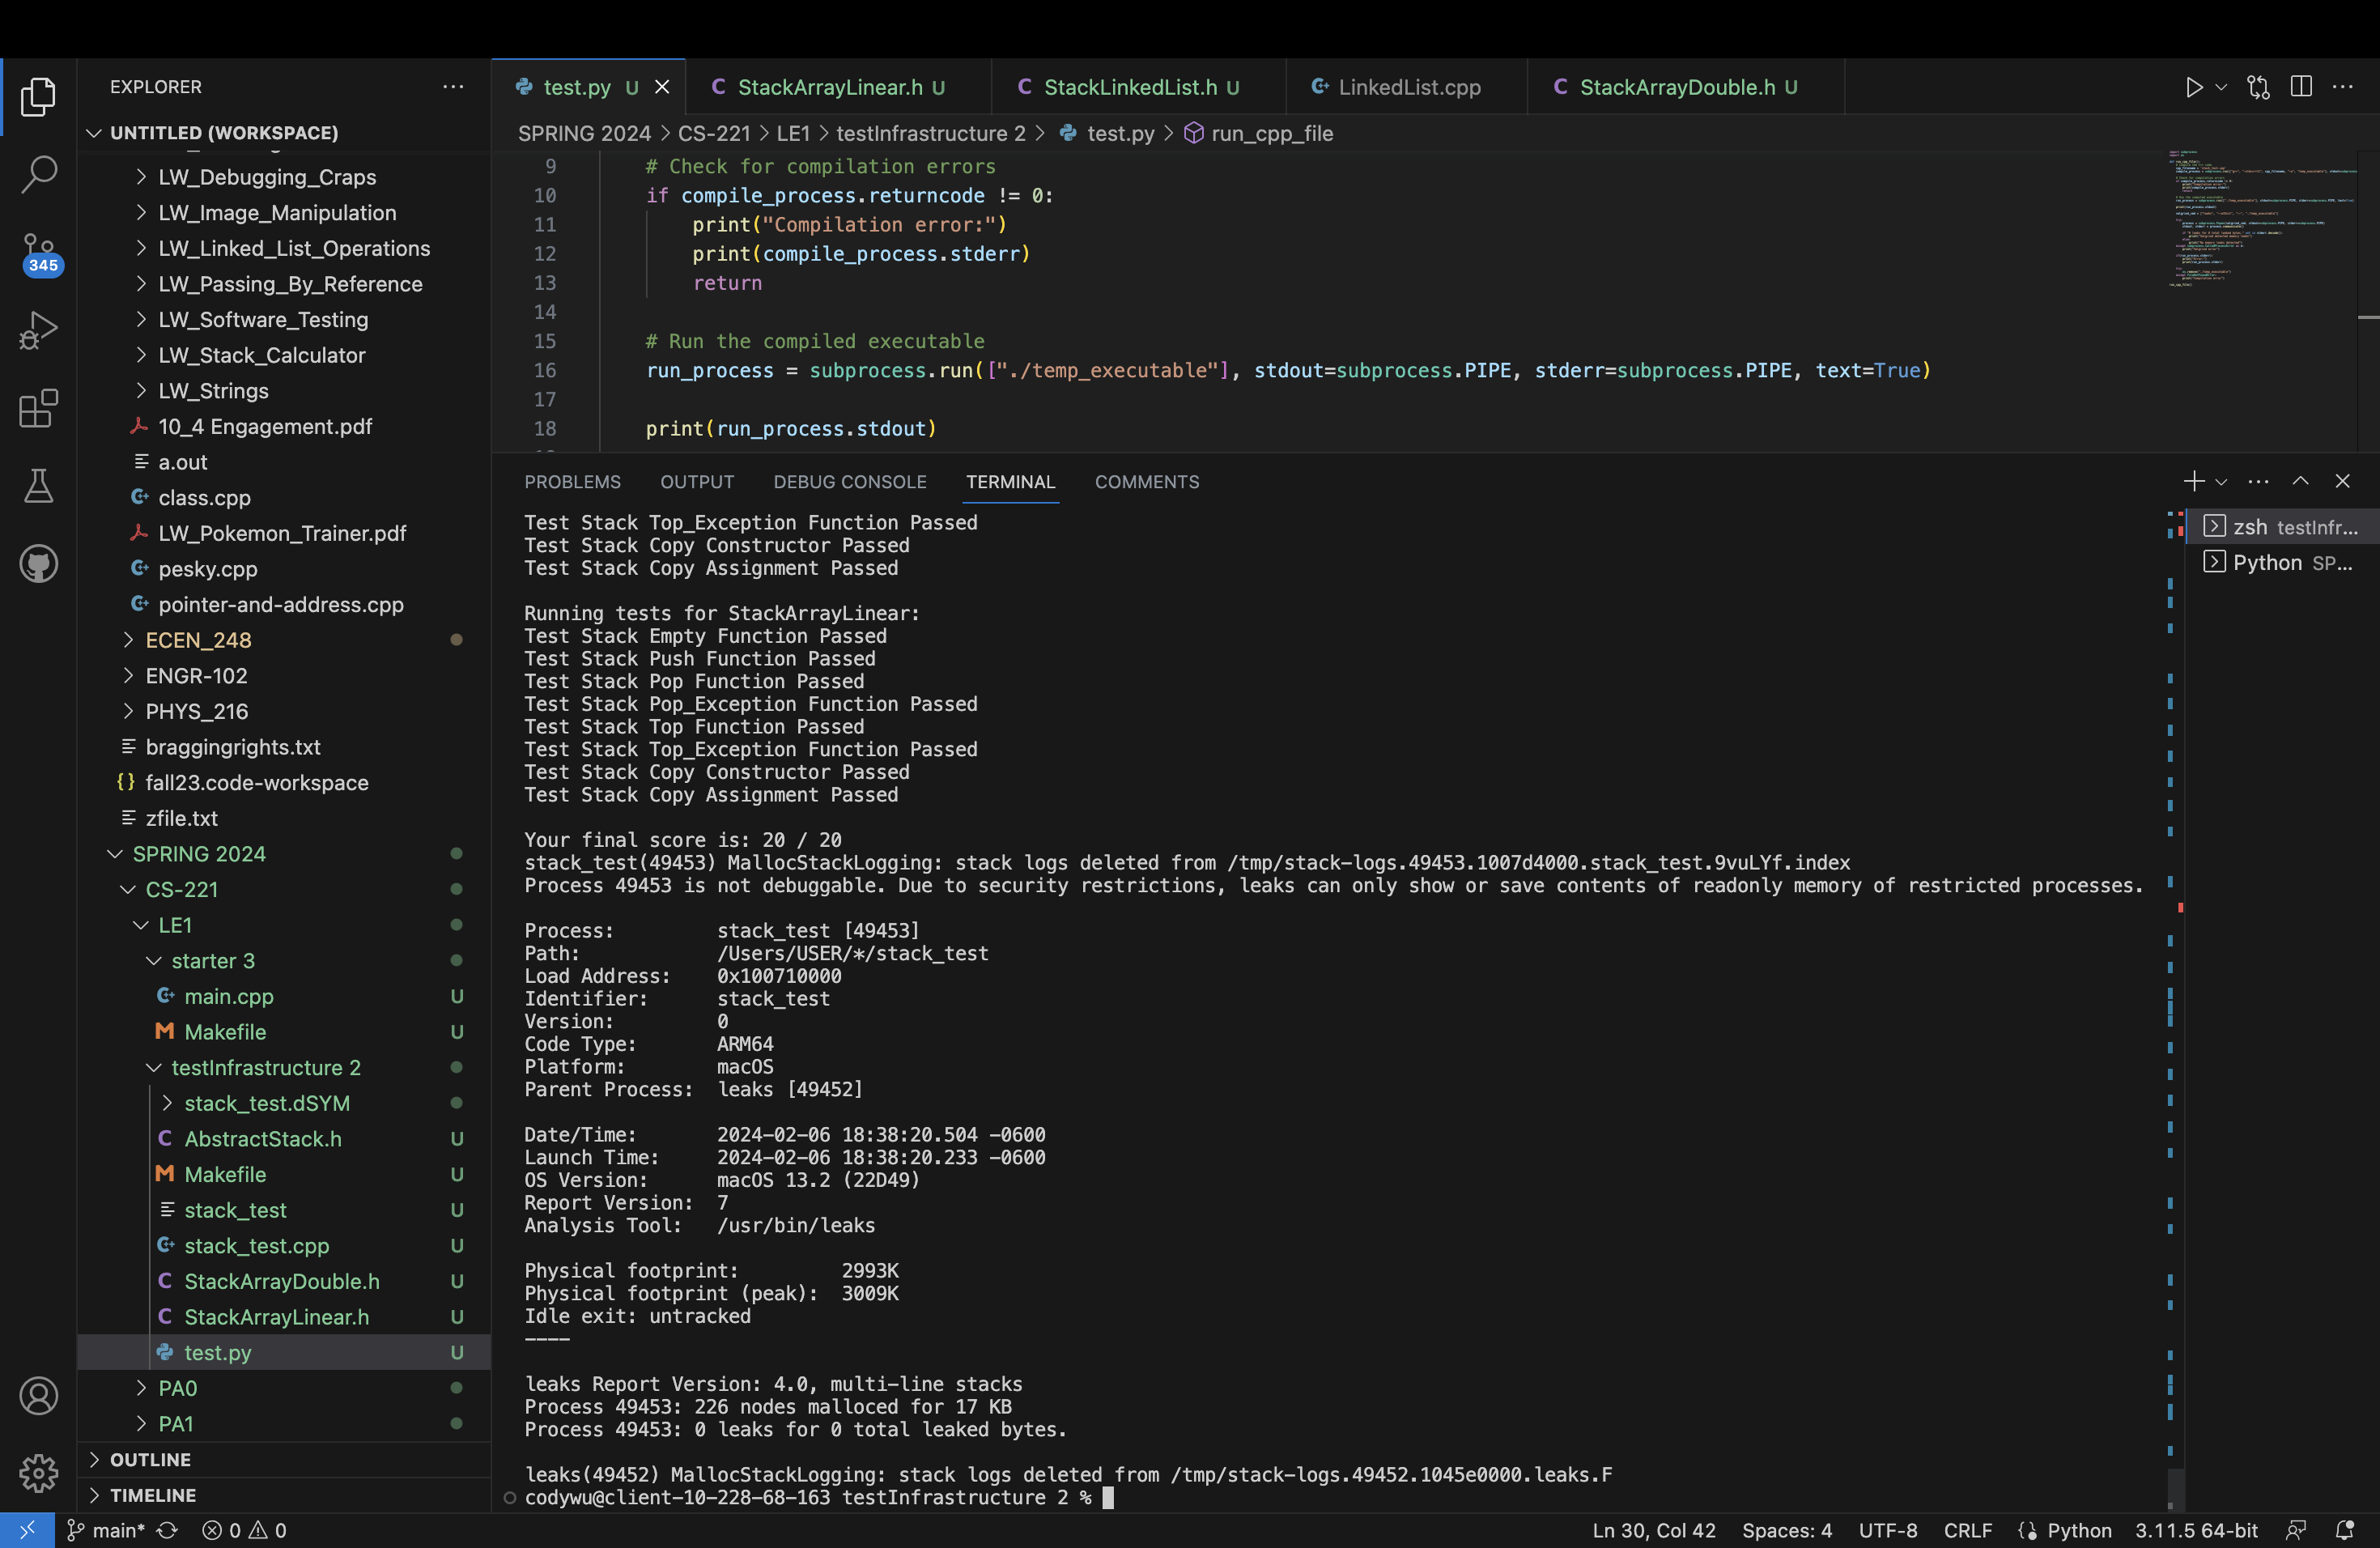 EXPLORER
UNTITLED (WORKSPACE)
LW_Debugging_Craps
LW_Image_Manipulation
LW_Linked_List_Operations
LW_Passing_By_Reference
LW_Software_Testing
LW_Stack_Calculator
LW_Strings
10_4 Engagement.pdf
a.out
class.cpp
LW_Pokemon_Trainer.pdf
pesky.cpp
pointer-and-address.cpp
ECEN_248
ENGR-102
PHYS_216
braggingrights.txt
fall23.code-workspace
zfile.txt
SPRING 2024
CS-221
LE1
starter 3
main.cpp U
Makefile U
testInfrastructure 2
stack_test.dSYM
AbstractStack.h U
Makefile U
stack_test U
stack_test.cpp U
StackArrayDouble.h U
StackArrayLinear.h U
test.py U
PA0
PA1
OUTLINE
TIMELINE
345
test.py U
StackArrayLinear.h U
StackLinkedList.h U
LinkedList.cpp
StackArrayDouble.h U
SPRING 2024 > CS-221 > LE1 > testInfrastructure 2 > test.py > run_cpp_file
9 # Check for compilation errors
10 if compile_process.returncode != 0:
11 print("Compilation error:")
12 print(compile_process.stderr)
13 return
14
15 # Run the compiled executable
16 run_process = subprocess.run(["./temp_executable"], stdout=subprocess.PIPE, stderr=subprocess.PIPE, text=True)
17
18 print(run_process.stdout)
PROBLEMS OUTPUT DEBUG CONSOLE TERMINAL COMMENTS
Test Stack Top_Exception Function Passed
Test Stack Copy Constructor Passed
Test Stack Copy Assignment Passed
Running tests for StackArrayLinear:
Test Stack Empty Function Passed
Test Stack Push Function Passed
Test Stack Pop Function Passed
Test Stack Pop_Exception Function Passed
Test Stack Top Function Passed
Test Stack Top_Exception Function Passed
Test Stack Copy Constructor Passed
Test Stack Copy Assignment Passed
Your final score is: 20 / 20
stack_test(49453) MallocStackLogging: stack logs deleted from /tmp/stack-logs.49453.1007d4000.stack_test.9vuLYf.index
Process 49453 is not debuggable. Due to security restrictions, leaks can only show or save contents of readonly memory of restricted processes.
Process: stack_test [49453]
Path: /Users/USER/*/stack_test
Load Address: 0x100710000
Identifier: stack_test
Version: 0
Code Type: ARM64
Platform: macOS
Parent Process: leaks [49452]
Date/Time: 2024-02-06 18:38:20.504 -0600
Launch Time: 2024-02-06 18:38:20.233 -0600
OS Version: macOS 13.2 (22D49)
Report Version: 7
Analysis Tool: /usr/bin/leaks
Physical footprint: 2993K
Physical footprint (peak): 3009K
Idle exit: untracked
----
leaks Report Version: 4.0, multi-line stacks
Process 49453: 226 nodes malloced for 17 KB
Process 49453: 0 leaks for 0 total leaked bytes.
leaks(49452) MallocStackLogging: stack logs deleted from /tmp/stack-logs.49452.1045e0000.leaks.F
codywu@client-10-228-68-163 testInfrastructure 2 %
zsh testInfr...
Python SP...
main* 0 0
Ln 30, Col 42 Spaces: 4 UTF-8 CRLF Python 3.11.5 64-bit